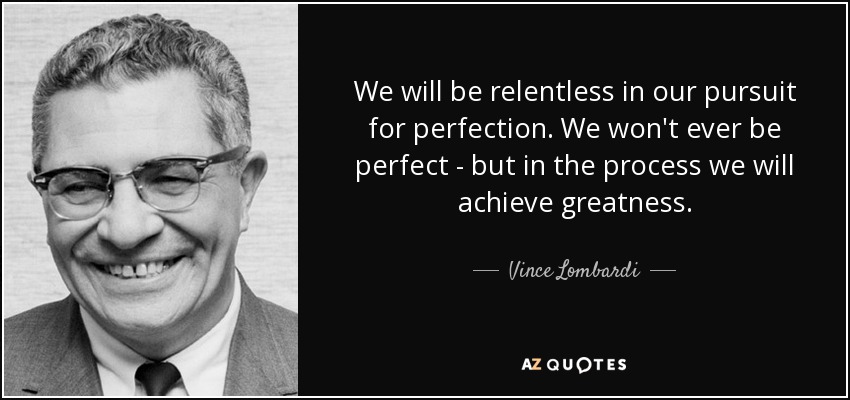 We will be relentless in our pursuit
for perfection. We won't ever be
perfect - but in the process we will
achieve greatness.
Vince Lombardi
AZ QUOTES